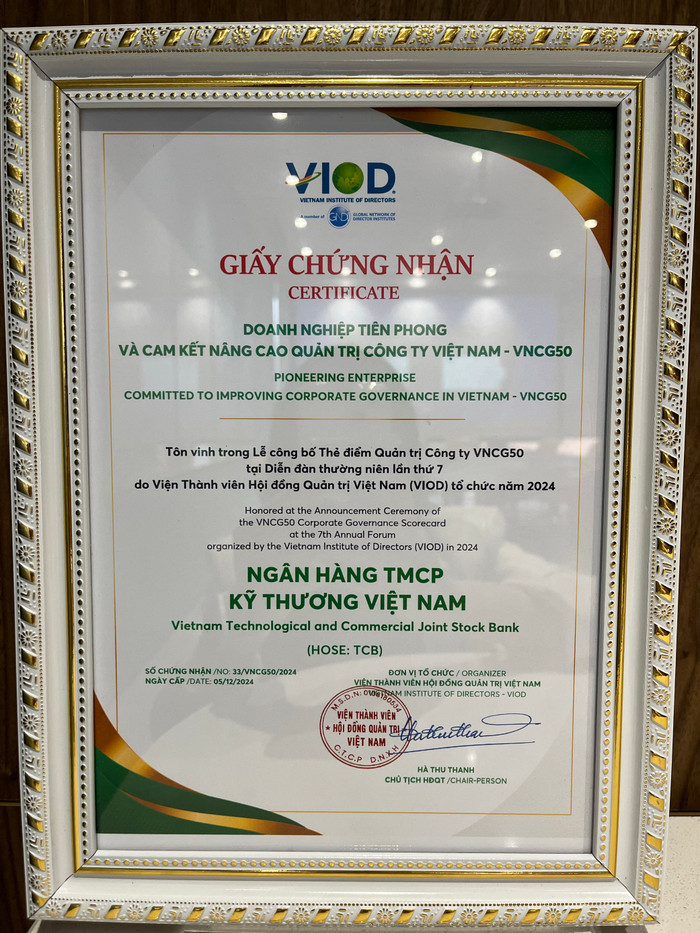 VIOD
VIETNAM INSTITUTE OF DIRECTORS
A member of GNDI GLOBAL NETWORK OF
DIRECTOR INSTITUTES
GIẤY CHỨNG NHẬN
CERTIFICATE
DOANH NGHIỆP TIÊN PHONG
VÀ CAM KẾT NÂNG CAO QUẢN TRỊ CÔNG TY VIỆT NAM - VNCG50
PIONEERING ENTERPRISE
COMMITTED TO IMPROVING CORPORATE GOVERNANCE IN VIETNAM - VNCG50
Tôn vinh trong Lễ công bố Thẻ điểm Quản trị Công ty VNCG50
tại Diễn đàn thường niên lần thứ 7
do Viện Thành viên Hội đồng Quản trị Việt Nam (VIOD) tổ chức năm 2024
Honored at the Announcement Ceremony of
the VNCG50 Corporate Governance Scorecard
at the 7th Annual Forum
organized by the Vietnam Institute of Directors (VIOD) in 2024
NGÂN HÀNG TMCP
KỸ THƯƠNG VIỆT NAM
Vietnam Technological and Commercial Joint Stock Bank
(HOSE: TCB)
SỐ CHỨNG NHẬN /NO: 33/VNCG50/2024
NGÀY CẤP /DATE: 05/12/2024
ĐƠN VỊ TỔ CHỨC / ORGANIZER
VIỆN THÀNH VIÊN HỘI ĐỒNG QUẢN TRỊ VIỆT NAM
VIETNAM INSTITUTE OF DIRECTORS - VIOD
M.S.D.N:
VIỆN THÀNH VIÊN
HỘI ĐỒNG QUẢN TRỊ
VIỆT NAM
C.T.C.P D.N.X.H
HÀ THU THANH
CHỦ TỊCH HĐQT /CHAIR-PERSON